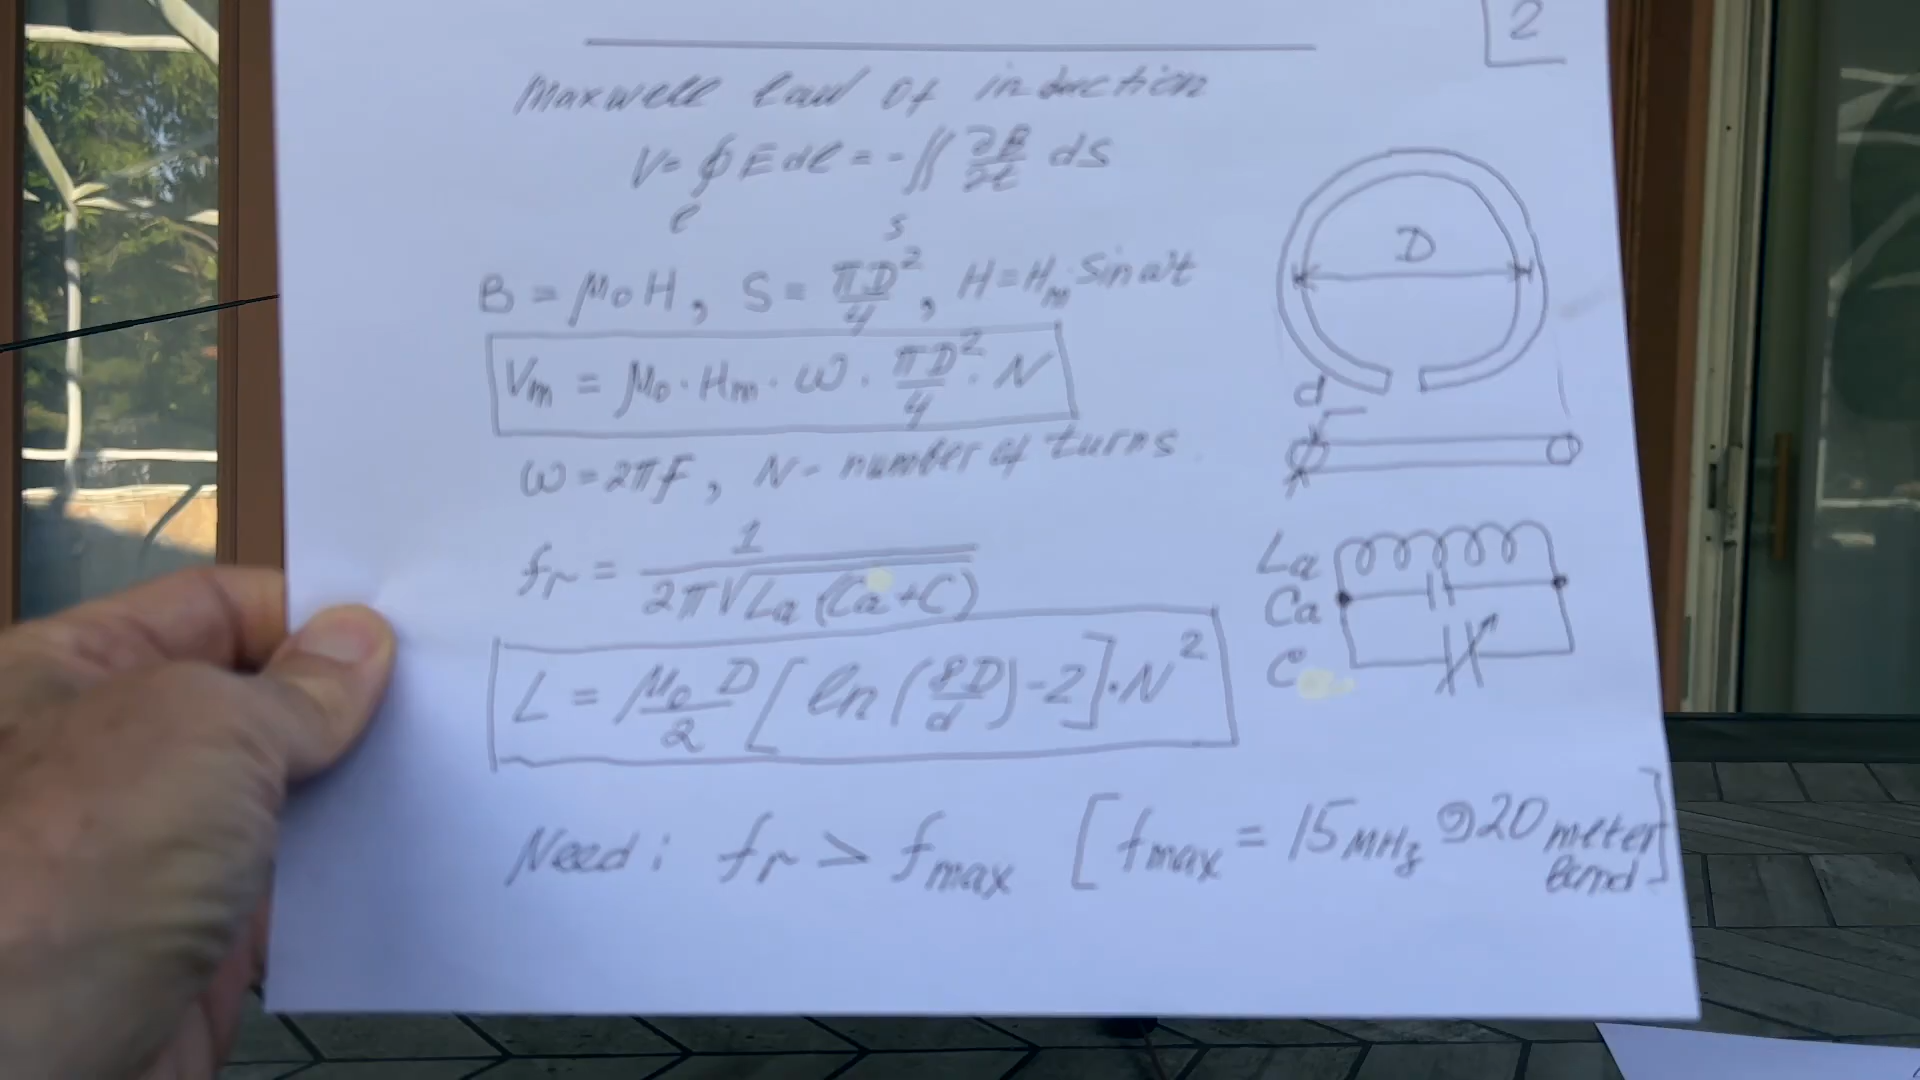 2
Maxwell law of induction
V = ∮ E dl = - ∬ ∂B/∂t dS
e s
B = μ₀H, S = πD²/4, H = Hm · Sin ωt
Vm = μ₀ · Hm · ω · πD²/4 · N
ω = 2πF, N - number of turns
fr = 1 / 2π√La (Ca + C)
L = μ₀ D/2 [ln (8D/d) - 2] · N²
Need: fr > fmax [fmax = 15 MHz @ 20 meter Band]
D
d
La
Ca
C